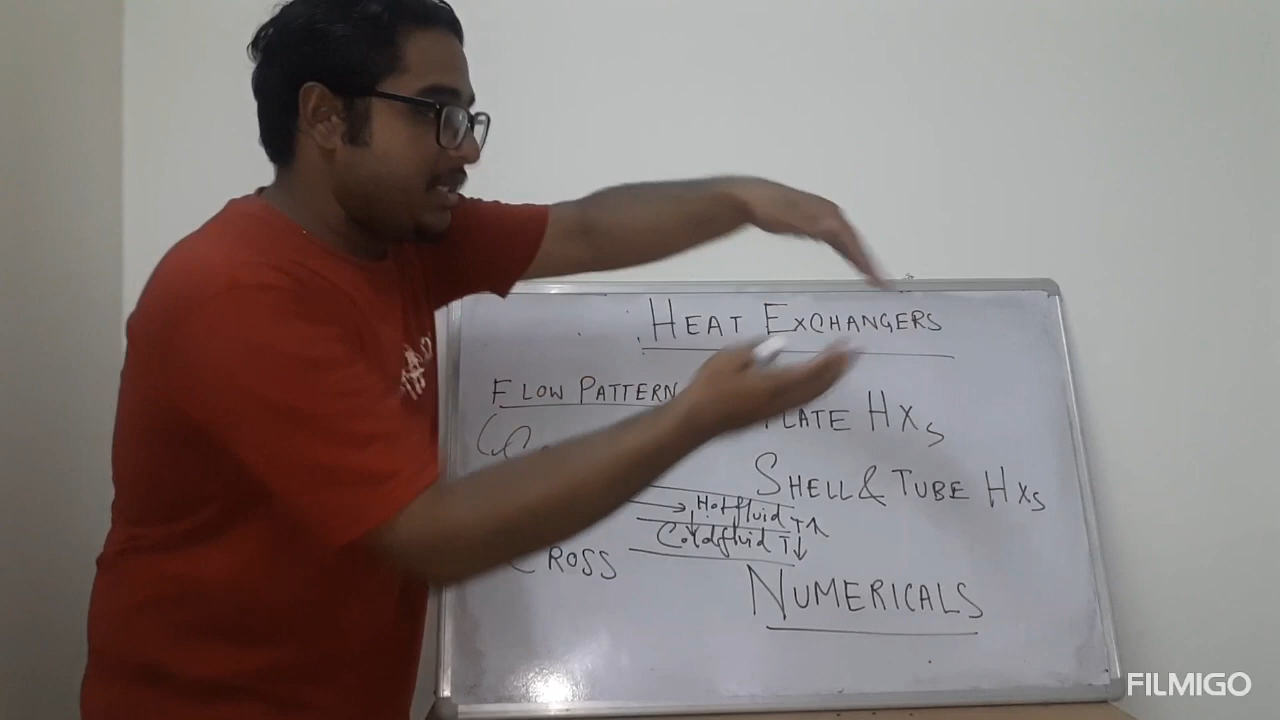 HEAT EXCHANGERS
FLOW PATTERN
PLATE HXS
SHELL & TUBE HXS
Hot fluid T↑
Cold fluid T↓
CROSS
NUMERICALS
FILMIGO